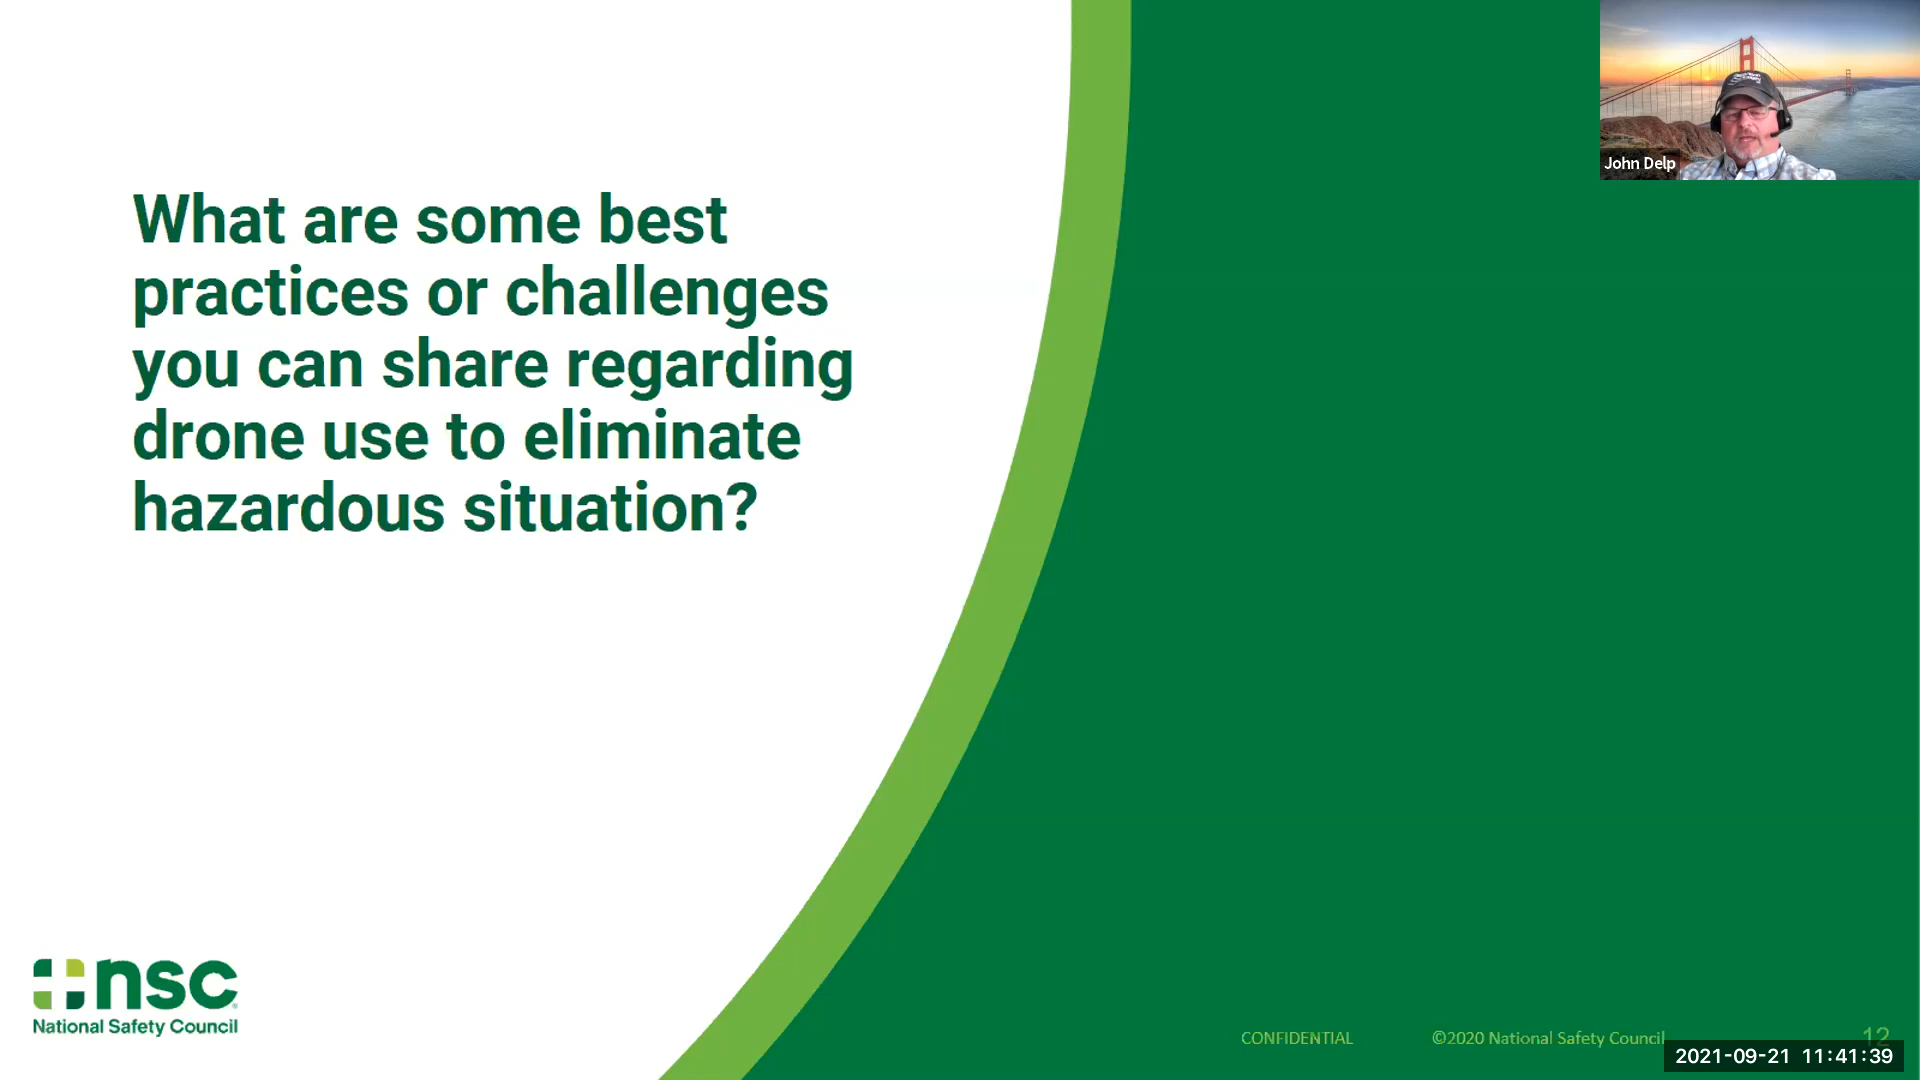 What are some best
practices or challenges
you can share regarding
drone use to eliminate
hazardous situation?
John Delp
nsc
National Safety Council
CONFIDENTIAL
©2020 National Safety Council
12
2021-09-21 11:41:39